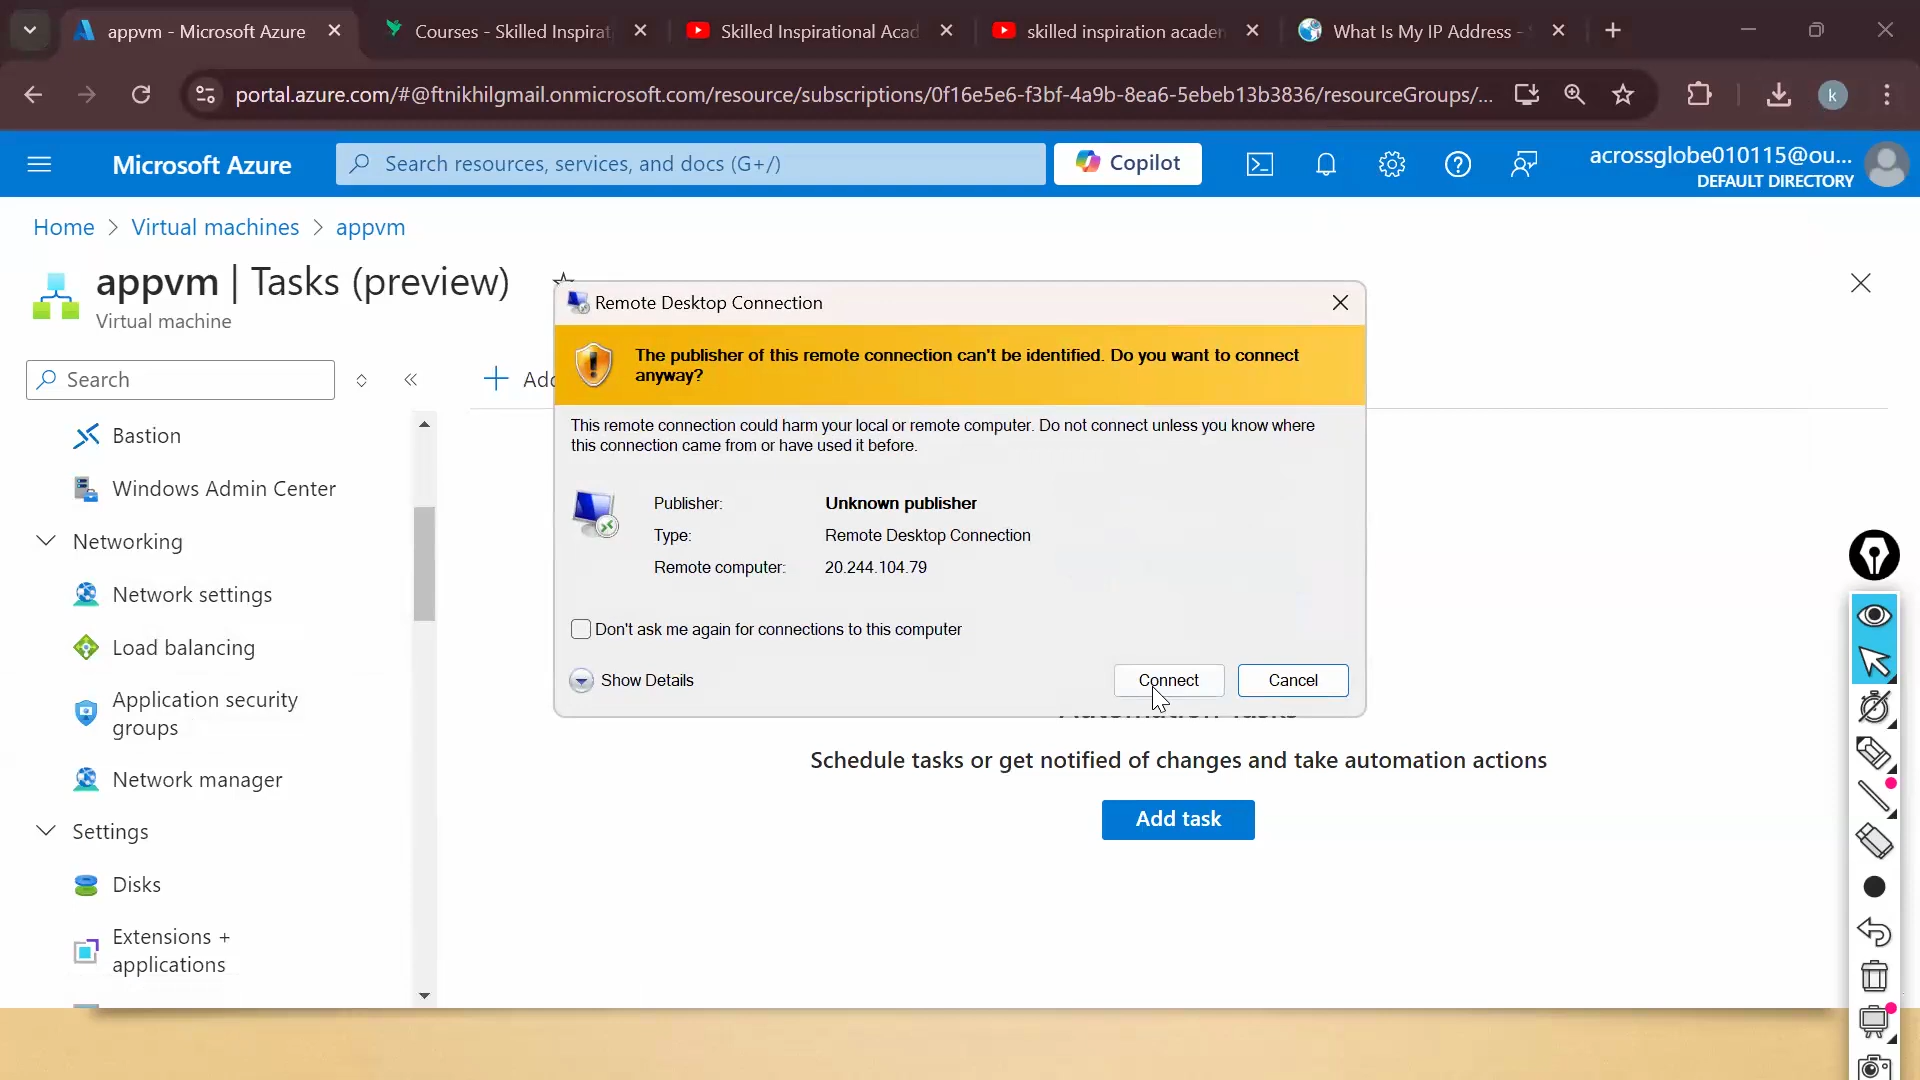 appvm - Microsoft Azure
Courses - Skilled Inspirat
Skilled Inspirational Acad
skilled inspiration academ
What Is My IP Address -
portal.azure.com/#@ftnikhilgmail.onmicrosoft.com/resource/subscriptions/0f16e5e6-f3bf-4a9b-8ea6-5ebeb13b3836/resourceGroups/...
k
Microsoft Azure
Search resources, services, and docs (G+/)
Copilot
acrossglobe010115@ou...
DEFAULT DIRECTORY
Home > Virtual machines > appvm
appvm | Tasks (preview)
Virtual machine
Search
Add
Bastion
Windows Admin Center
Networking
Network settings
Load balancing
Application security
groups
Network manager
Settings
Disks
Extensions +
applications
Remote Desktop Connection
The publisher of this remote connection can't be identified. Do you want to connect
anyway?
This remote connection could harm your local or remote computer. Do not connect unless you know where
this connection came from or have used it before.
Publisher: Unknown publisher
Type: Remote Desktop Connection
Remote computer: 20.244.104.79
Don't ask me again for connections to this computer
Show Details
Connect
Cancel
Schedule tasks or get notified of changes and take automation actions
Add task